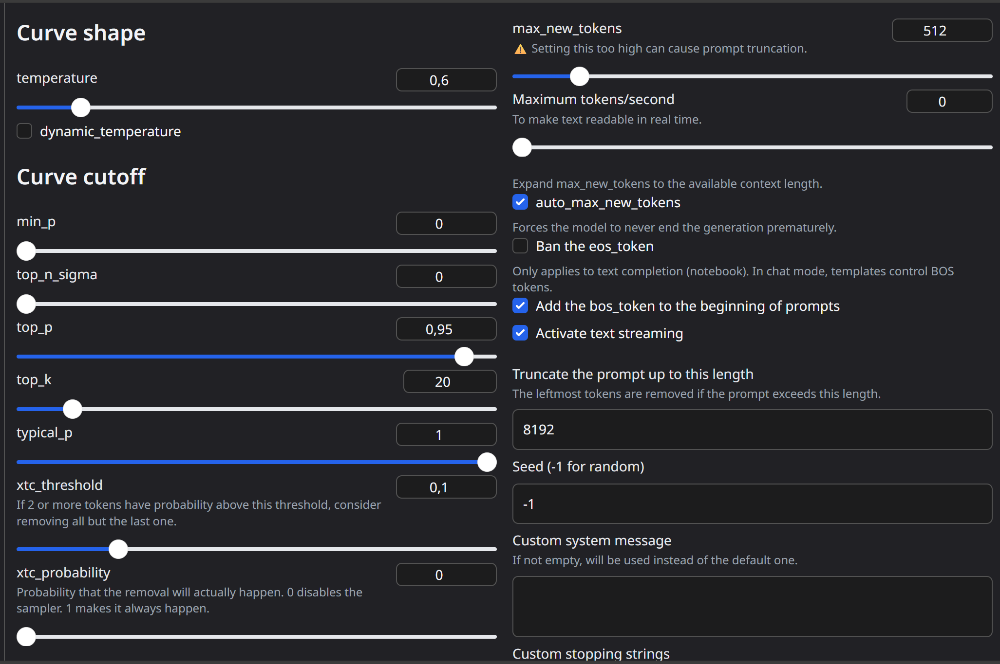 Curve shape
temperature
0,6
dynamic_temperature
Curve cutoff
min_p
0
top_n_sigma
0
top_p
0,95
top_k
20
typical_p
1
xtc_threshold
0,1
If 2 or more tokens have probability above this threshold, consider
removing all but the last one.
xtc_probability
0
Probability that the removal will actually happen. 0 disables the
sampler. 1 makes it always happen.
max_new_tokens
512
⚠ Setting this too high can cause prompt truncation.
Maximum tokens/second
0
To make text readable in real time.
Expand max_new_tokens to the available context length.
auto_max_new_tokens
Forces the model to never end the generation prematurely.
Ban the eos_token
Only applies to text completion (notebook). In chat mode, templates control BOS
tokens.
Add the bos_token to the beginning of prompts
Activate text streaming
Truncate the prompt up to this length
The leftmost tokens are removed if the prompt exceeds this length.
8192
Seed (-1 for random)
-1
Custom system message
If not empty, will be used instead of the default one.
Custom stopping strings